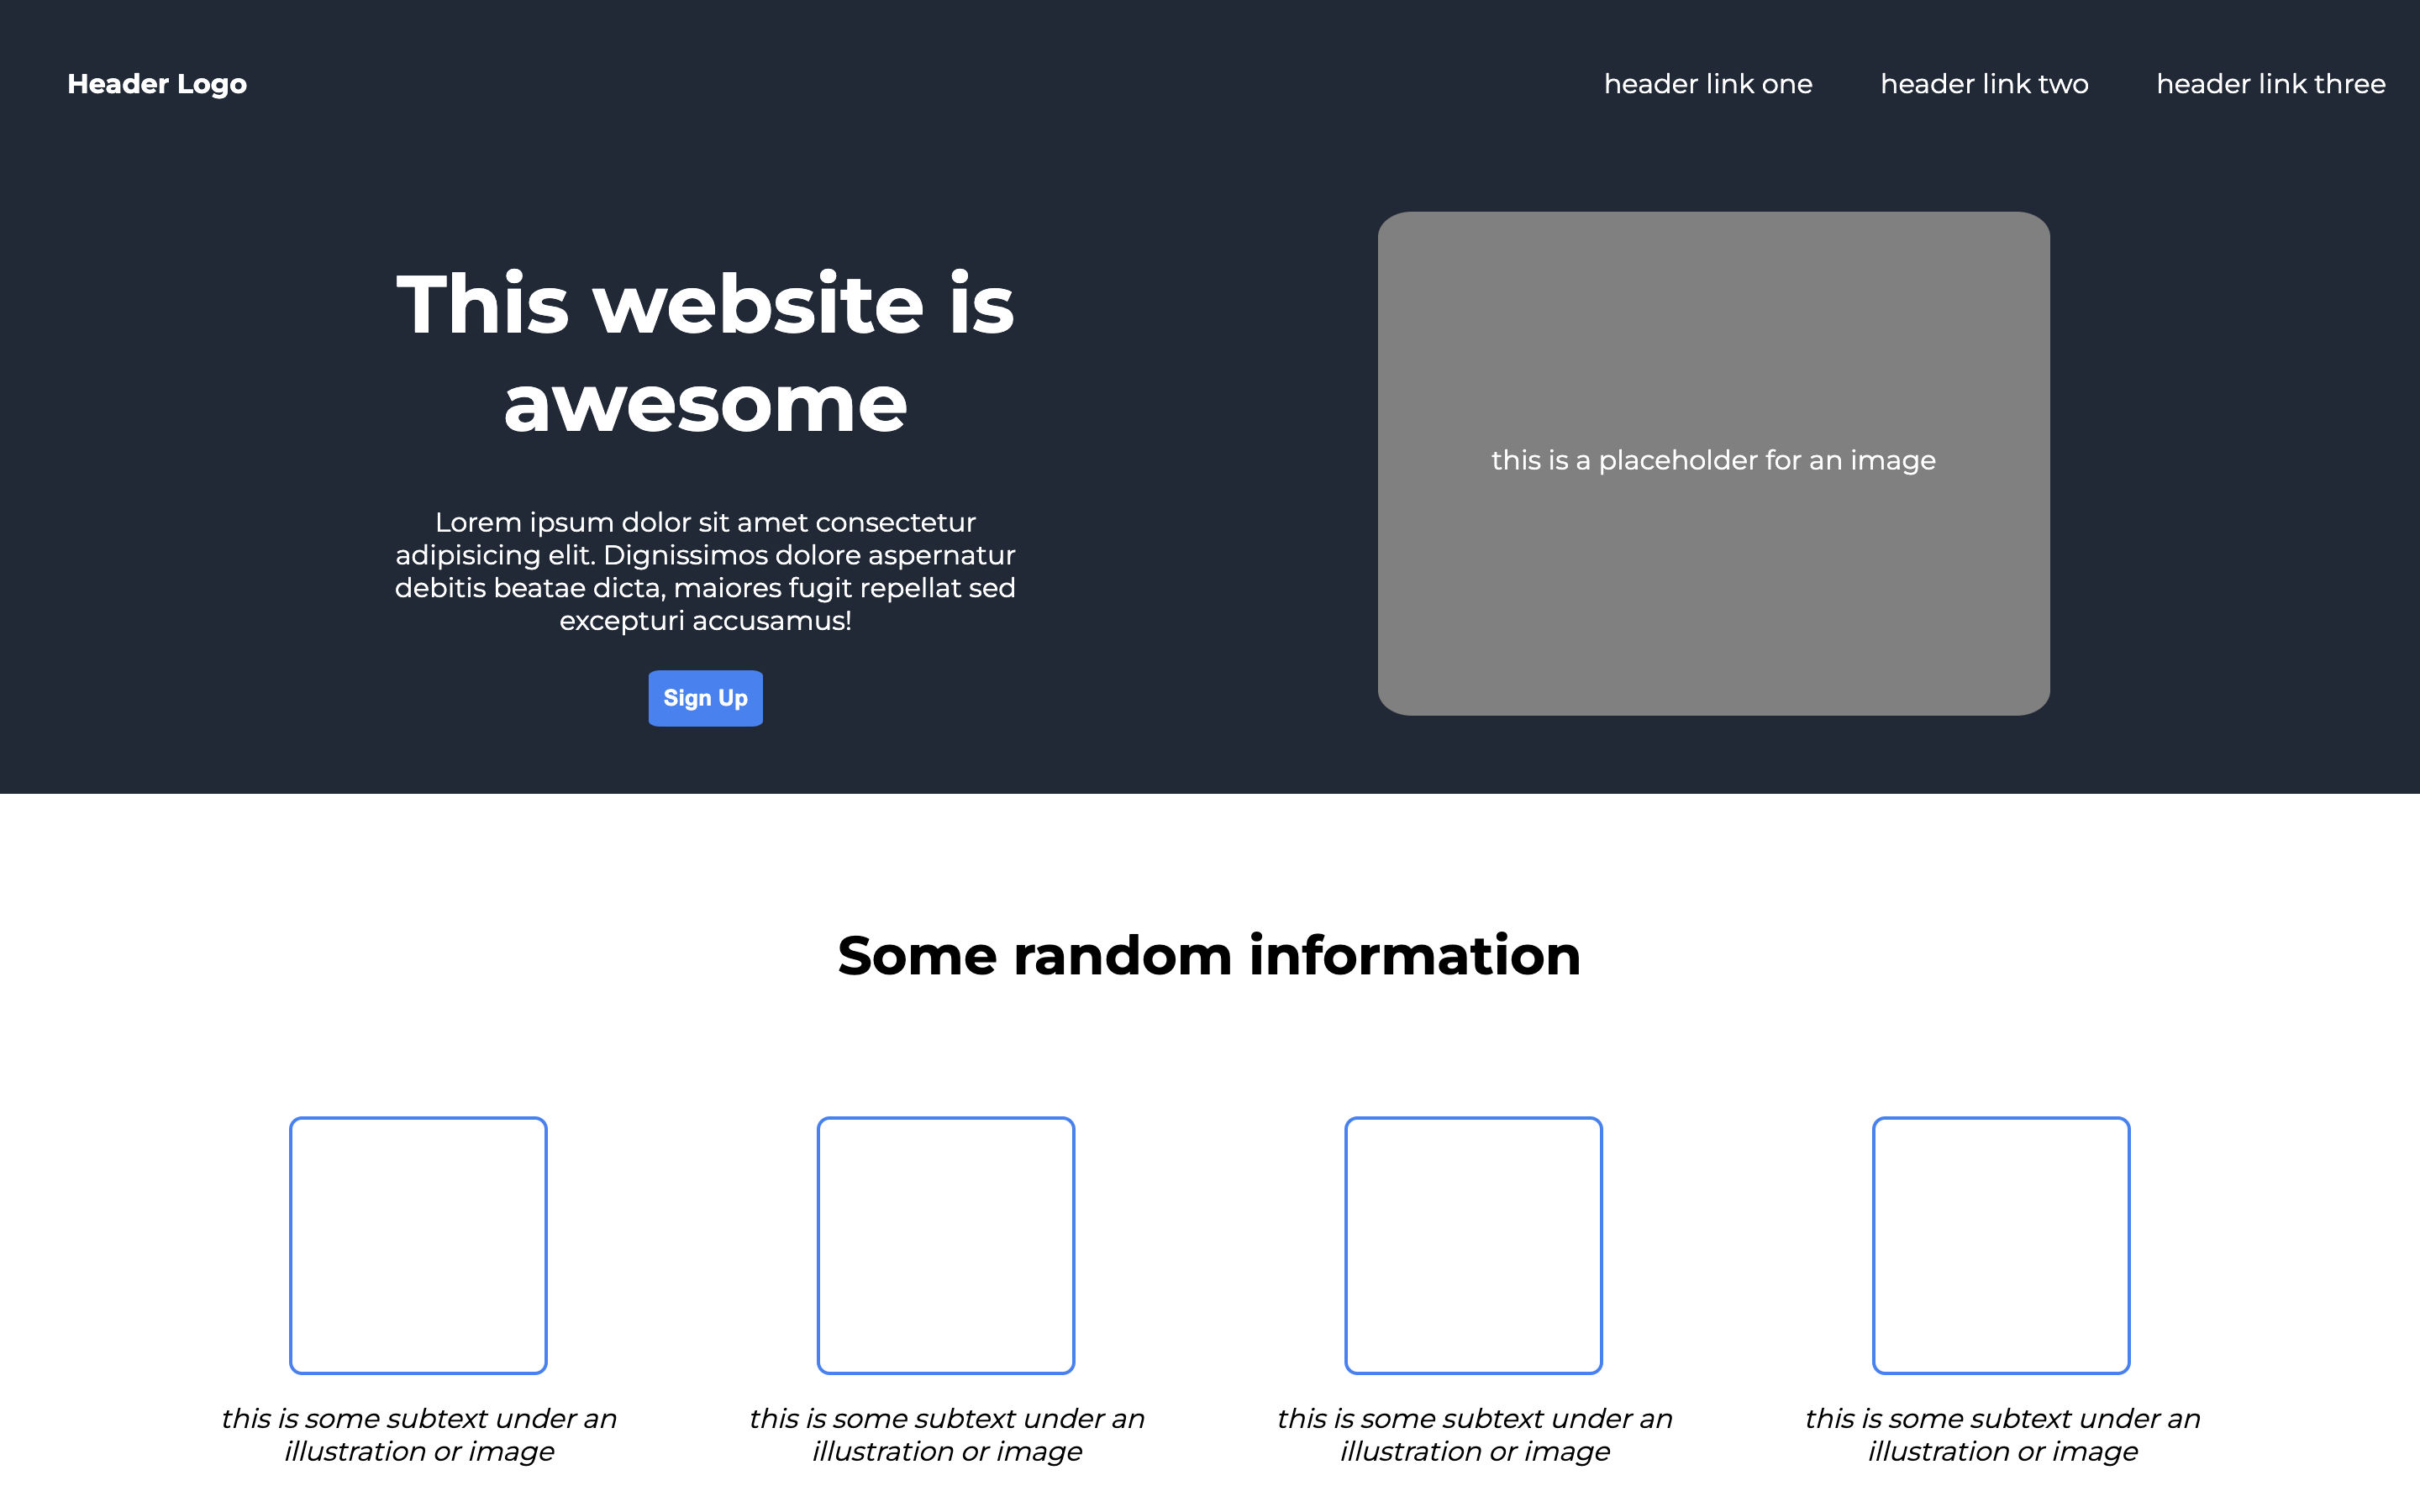 Header Logo
header link one
header link two
header link three
This website is
awesome
Lorem ipsum dolor sit amet consectetur
adipisicing elit. Dignissimos dolore aspernatur
debitis beatae dicta, maiores fugit repellat sed
excepturi accusamus!
Sign Up
this is a placeholder for an image
Some random information
this is some subtext under an
illustration or image
this is some subtext under an
illustration or image
this is some subtext under an
illustration or image
this is some subtext under an
illustration or image